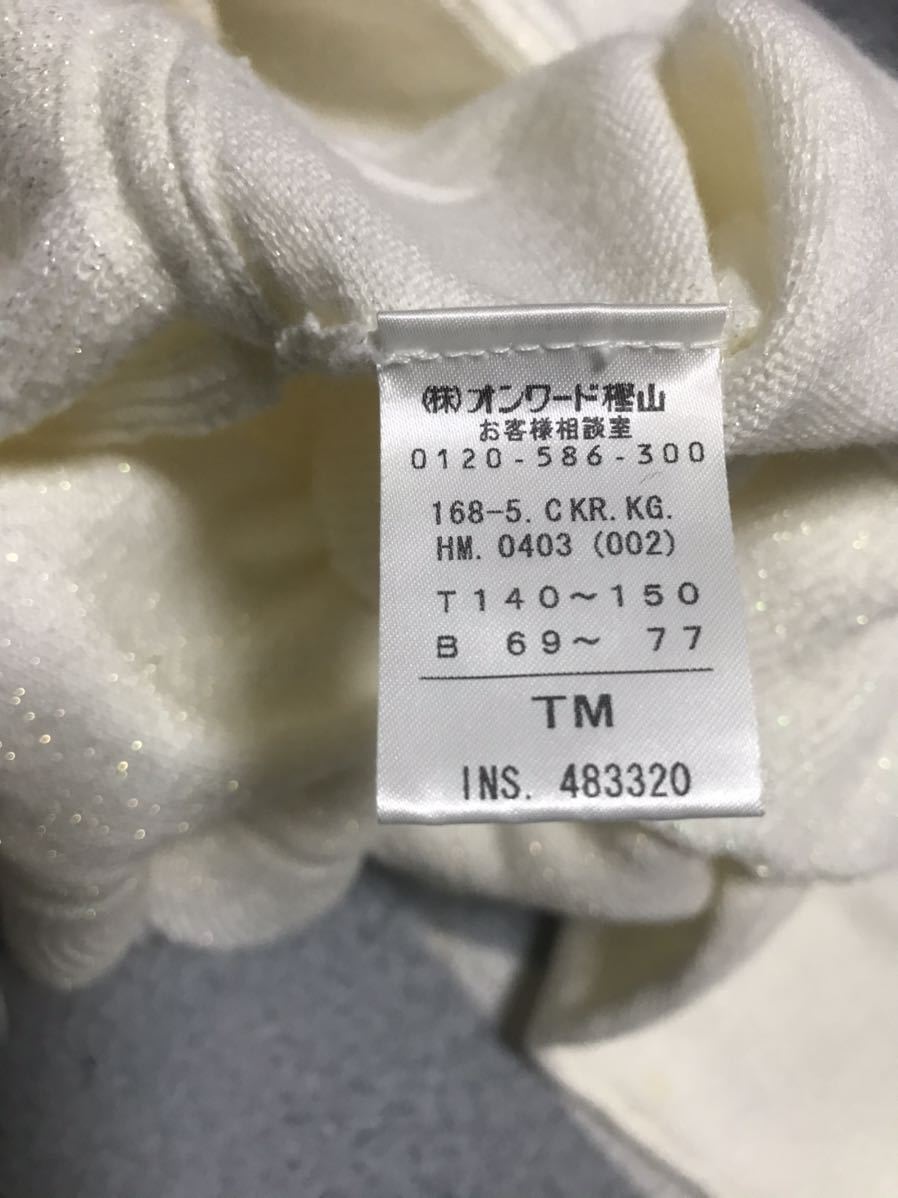 (株)オンワード樫山
お客様相談室
0120-586-300
168-5. CKR. KG.
HM. 0403 (002)
T140〜150
B 69〜 77
TM
INS. 483320